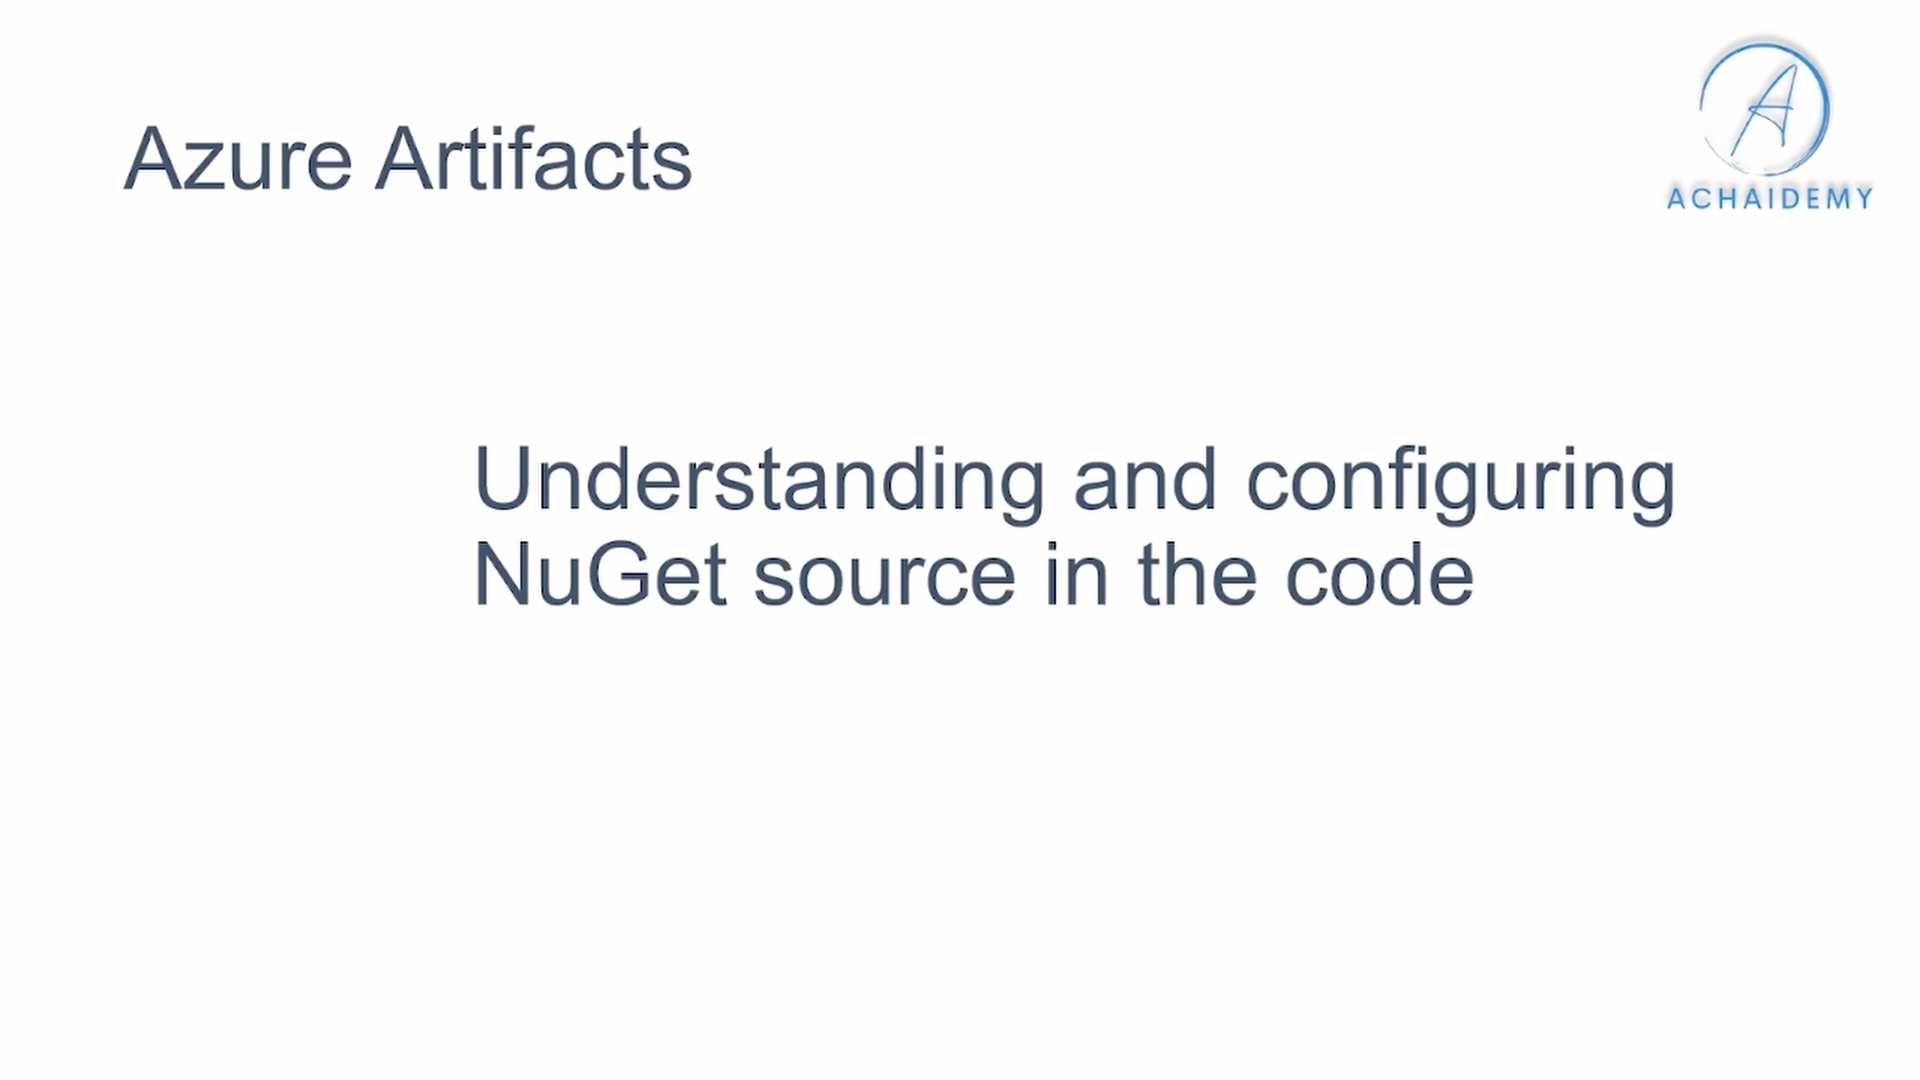 Azure Artifacts
ACHAIDEMY
Understanding and configuring
NuGet source in the code